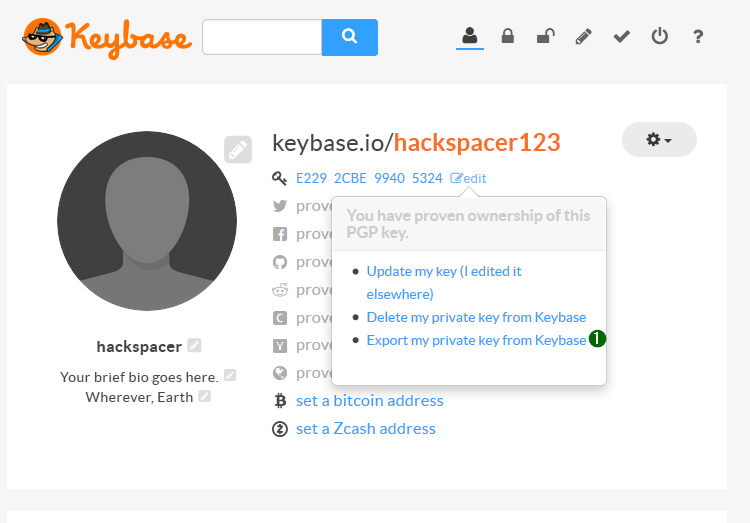 Keybase
?
keybase.io/hackspacer123
E229 2CBE 9940 5324 edit
prove
prove
prove
prove
prove
prove
prove
You have proven ownership of this
PGP key.
Update my key (I edited it
elsewhere)
Delete my private key from Keybase
Export my private key from Keybase 1
set a bitcoin address
set a Zcash address
hackspacer
Your brief bio goes here.
Wherever, Earth